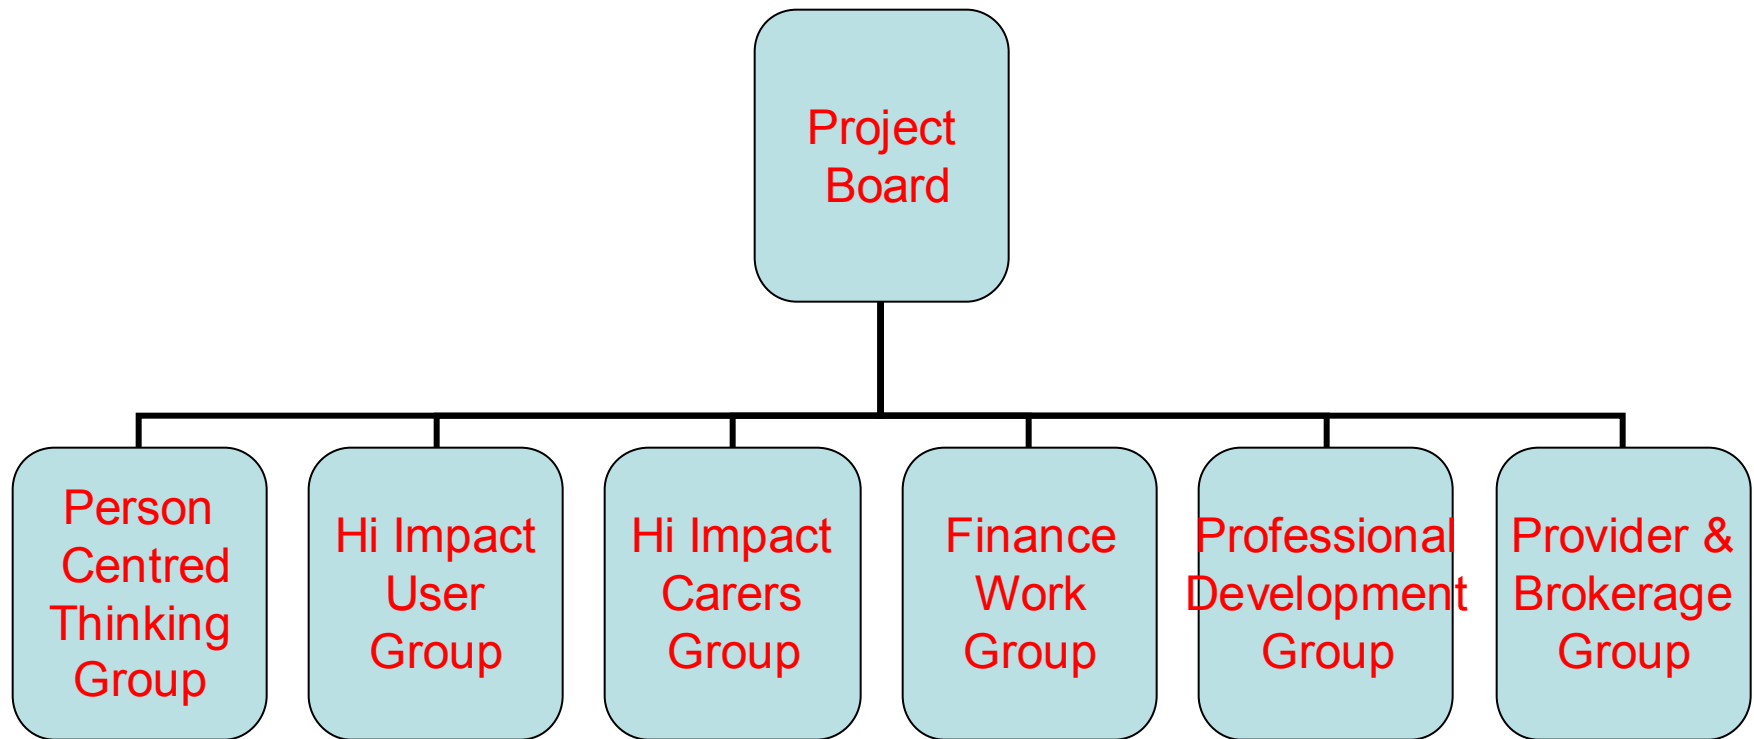 Project
Board
Person
Centred
Thinking
Group
Hi Impact
User
Group
Hi Impact
Carers
Group
Finance
Work
Group
Professional
Development
Group
Provider &
Brokerage
Group